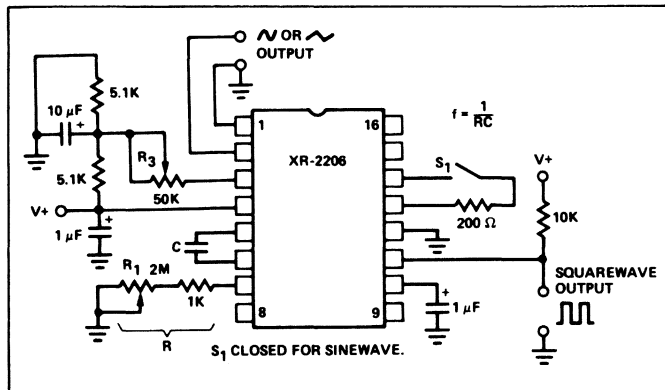 ∿ OR
OUTPUT
5.1K
10 µF +
5.1K
R3
50K
V+
+
1 µF
C
R1 2M
1K
R
1
8
16
9
XR-2206
f = 1/RC
S1
200 Ω
V+
10K
+
1 µF
SQUAREWAVE
OUTPUT
S1 CLOSED FOR SINEWAVE.